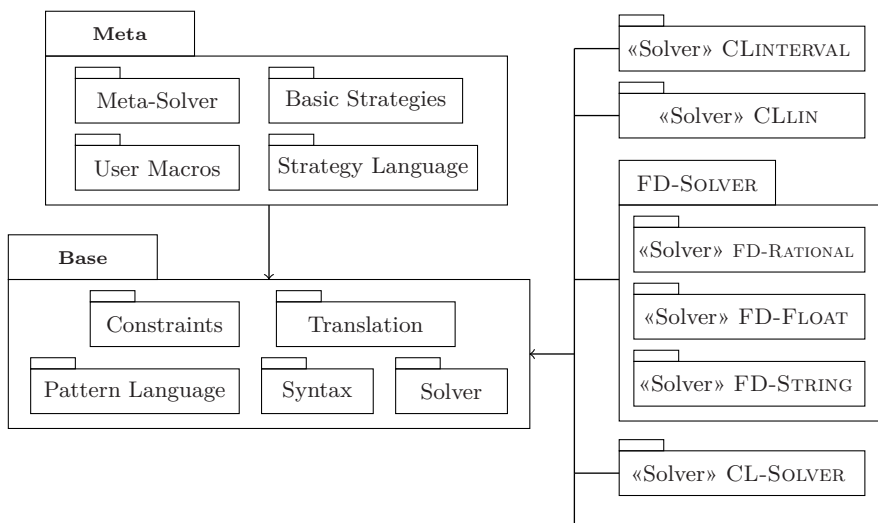 Meta
Meta-Solver
Basic Strategies
User Macros
Strategy Language
Base
Constraints
Translation
Pattern Language
Syntax
Solver
«Solver» CLINTERVAL
«Solver» CLLIN
FD-SOLVER
«Solver» FD-RATIONAL
«Solver» FD-FLOAT
«Solver» FD-STRING
«Solver» CL-SOLVER